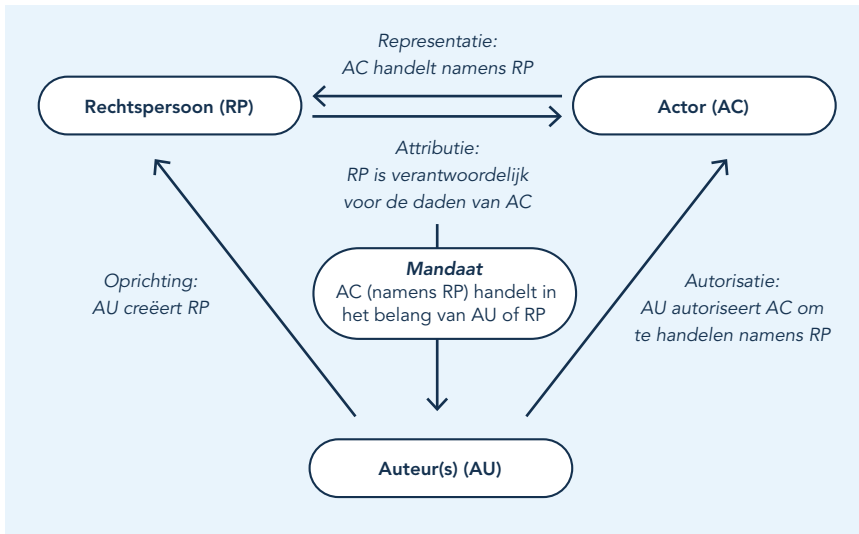 Representatie:
AC handelt namens RP
Rechtspersoon (RP)
Actor (AC)
Attributie:
RP is verantwoordelijk
voor de daden van AC
Mandaat
AC (namens RP) handelt in
het belang van AU of RP
Oprichting:
AU creëert RP
Autorisatie:
AU autoriseert AC om
te handelen namens RP
Auteur(s) (AU)